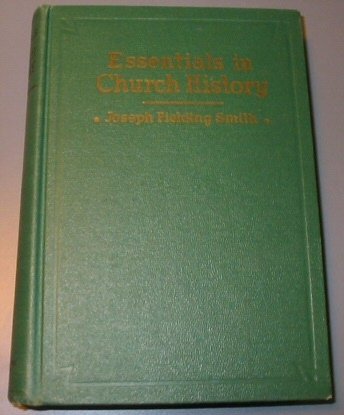 Essentials in
Church History
• Joseph Fielding Smith •